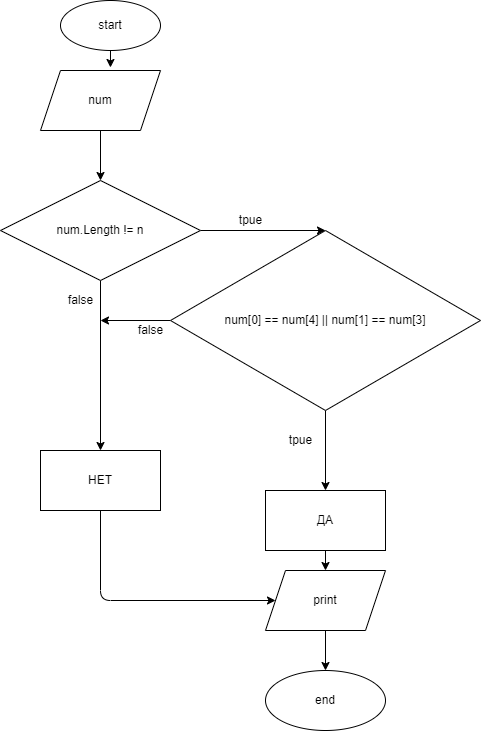 start
num
num.Length != n
tpue
false
num[0] == num[4] || num[1] == num[3]
false
tpue
НЕТ
ДА
print
end